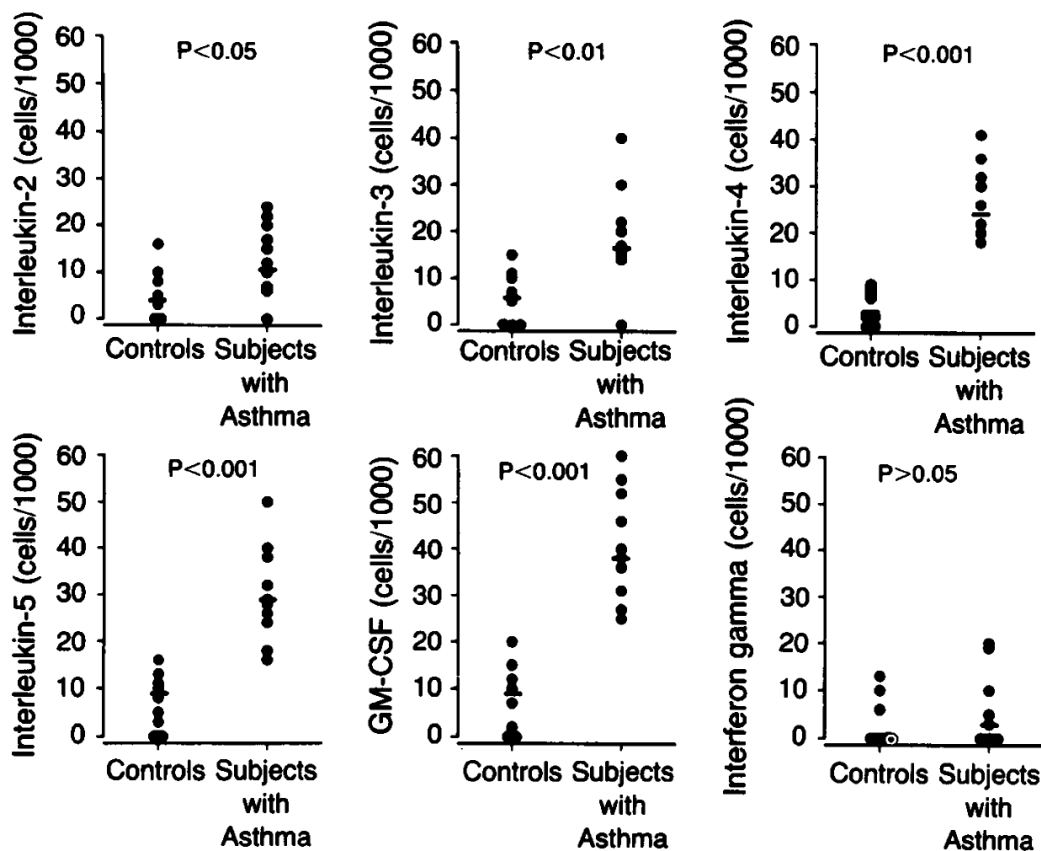 Interleukin-2 (cells/1000)
60
50
40
30
20
10
0
P<0.05
Controls Subjects
with
Asthma
Interleukin-3 (cells/1000)
60
50
40
30
20
10
0
P<0.01
Controls Subjects
with
Asthma
Interleukin-4 (cells/1000)
60
50
40
30
20
10
0
P<0.001
Controls Subjects
with
Asthma
Interleukin-5 (cells/1000)
60
50
40
30
20
10
0
P<0.001
Controls Subjects
with
Asthma
GM-CSF (cells/1000)
60
50
40
30
20
10
0
P<0.001
Controls Subjects
with
Asthma
Interferon gamma (cells/1000)
60
50
40
30
20
10
0
P>0.05
Controls Subjects
with
Asthma